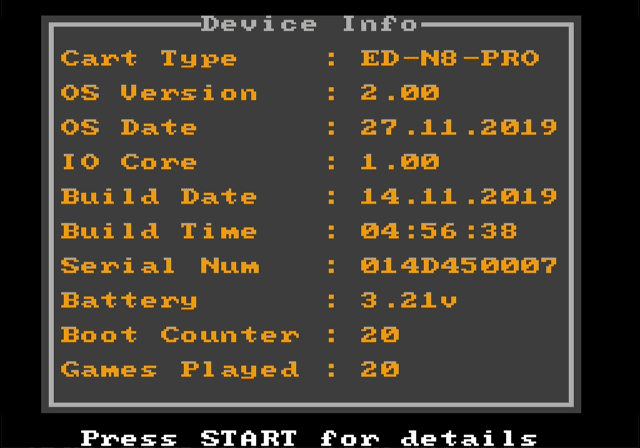 Device Info
Cart Type : ED-N8-PRO
OS Version : 2.00
OS Date : 27.11.2019
IO Core : 1.00
Build Date : 14.11.2019
Build Time : 04:56:38
Serial Num : 014D450007
Battery : 3.21v
Boot Counter : 20
Games Played : 20
Press START for details